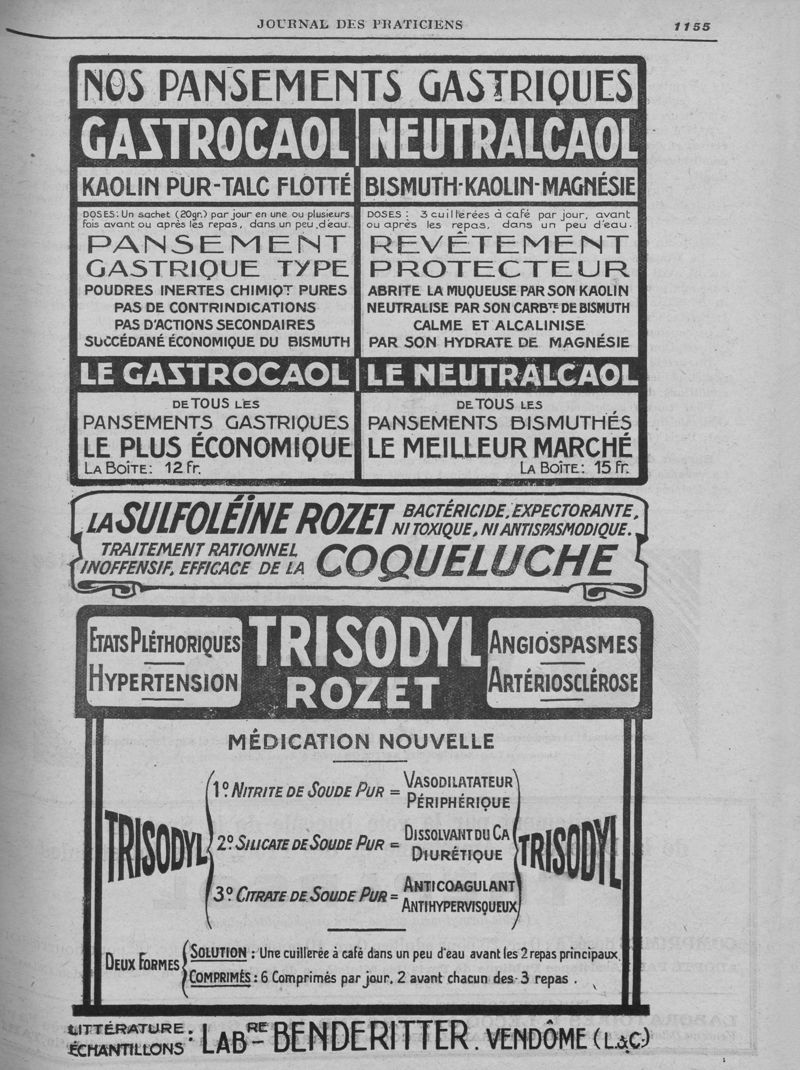 JOURNAL DES PRATICIENS 1155
NOS PANSEMENTS GASTRIQUES
GASTROCAOL
KAOLIN PUR-TALC FLOTTÉ
DOSES: Un sachet (20gr.) par jour en une ou plusieurs
fois avant ou après les repas, dans un peu d'eau.
PANSEMENT
GASTRIQUE TYPE
POUDRES INERTES CHIMIQT PURES
PAS DE CONTRINDICATIONS
PAS D'ACTIONS SECONDAIRES
SUCCÉDANÉ ÉCONOMIQUE DU BISMUTH
LE GASTROCAOL
DE TOUS LES
PANSEMENTS GASTRIQUES
LE PLUS ÉCONOMIQUE
LA BOÎTE: 12 Fr.
NEUTRALCAOL
BISMUTH-KAOLIN-MAGNÉSIE
DOSES: 3 cuill'erées à café par jour, avant
ou après les repas, dans un peu d'eau.
REVÊTEMENT
PROTECTEUR
ABRITE LA MUQUEUSE PAR SON KAOLIN
NEUTRALISE PAR SON CARBTE DE BISMUTH
CALME ET ALCALINISE
PAR SON HYDRATE DE MAGNÉSIE
LE NEUTRALCAOL
DE TOUS LES
PANSEMENTS BISMUTHÉS
LE MEILLEUR MARCHÉ
LA BOÎTE: 15 fr.
LA SULFOLÉINE ROZET BACTÉRICIDE, EXPECTORANTE,
NI TOXIQUE, NI ANTISPASMODIQUE.
TRAITEMENT RATIONNEL
INOFFENSIF, EFFICACE DE LA COQUELUCHE
ETATS PLÉTHORIQUES
HYPERTENSION
TRISODYL
ROZET
ANGIOSPASMES
ARTÉRIOSCLÉROSE
MÉDICATION NOUVELLE
TRISODYL
1º. NITRITE DE SOUDE PUR = VASODILATATEUR
PÉRIPHÉRIQUE
2º. SILICATE DE SOUDE PUR = DISSOLVANT DU CA
DIURÉTIQUE
3º. CITRATE DE SOUDE PUR = ANTICOAGULANT
ANTIHYPERVISQUEUX
TRISODYL
DEUX FORMES
SOLUTION : Une cuillerée à café dans un peu d'eau avant les 2 repas principaux.
COMPRIMÉS : 6 Comprimés par jour, 2 avant chacun des 3 repas.
LITTÉRATURE:
ÉCHANTILLONS: LABRE BENDERITTER. VENDÔME (L.&C.)